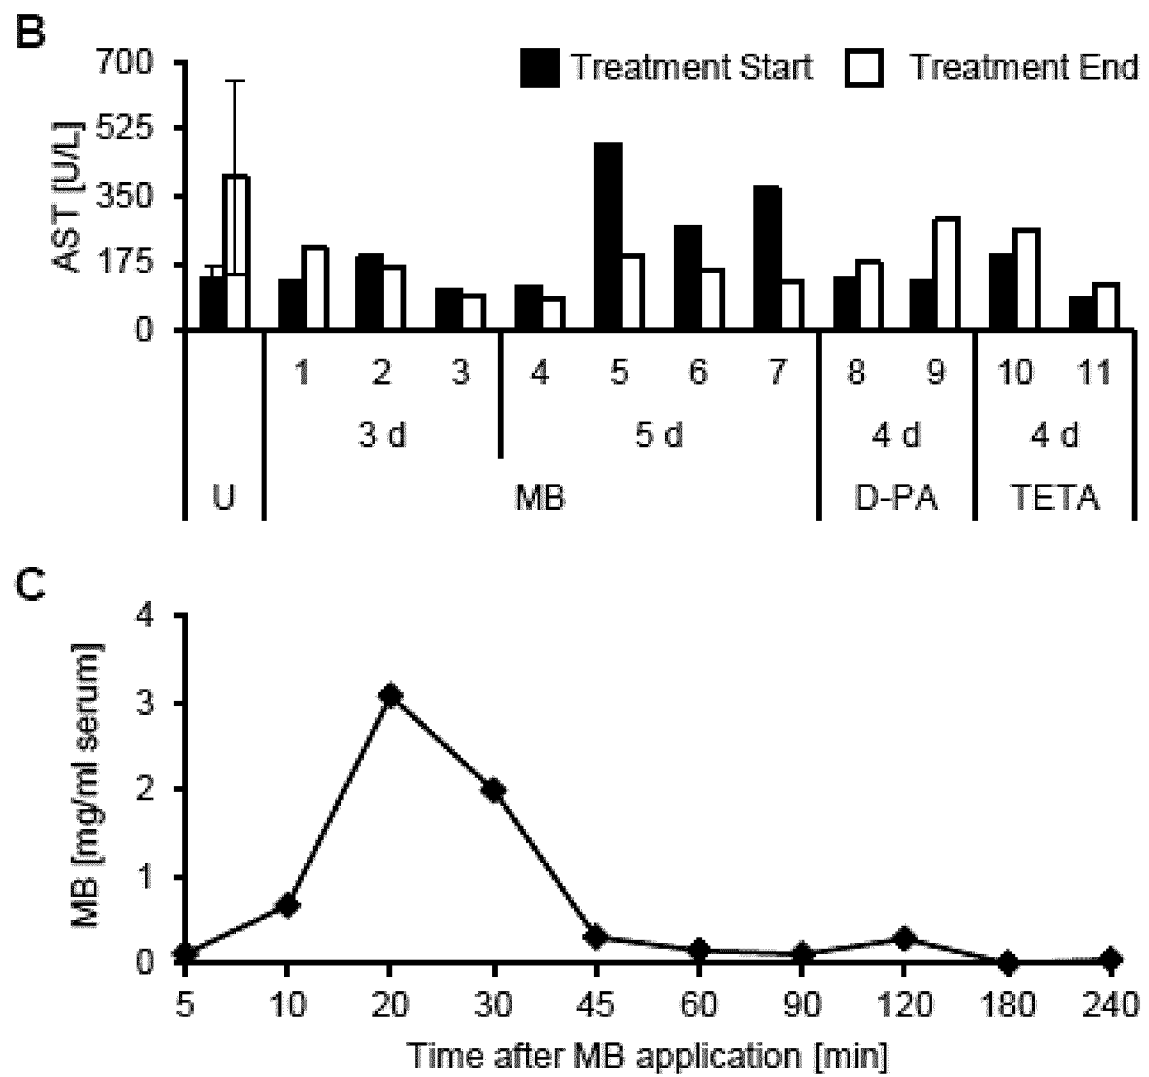 B
Treatment Start Treatment End
AST [U/L]
700
525
350
175
0
1 2 3 4 5 6 7 8 9 10 11
3 d 5 d 4 d 4 d
U MB D-PA TETA
C
MB [mg/ml serum]
4
3
2
1
0
5 10 20 30 45 60 90 120 180 240
Time after MB application [min]